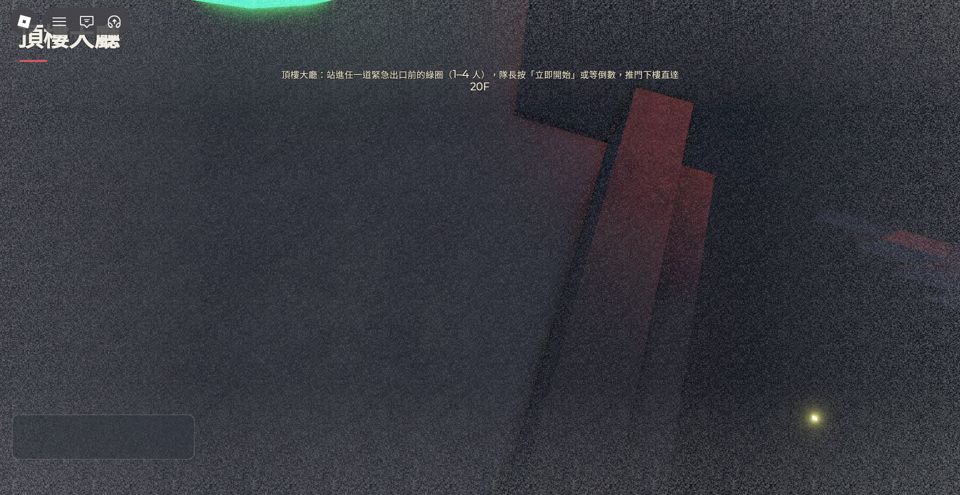 頂樓大廳
頂樓大廳：站進任一道緊急出口前的綠圈（1–4 人），隊長按「立即開始」或等倒數，推門下樓直達
20F